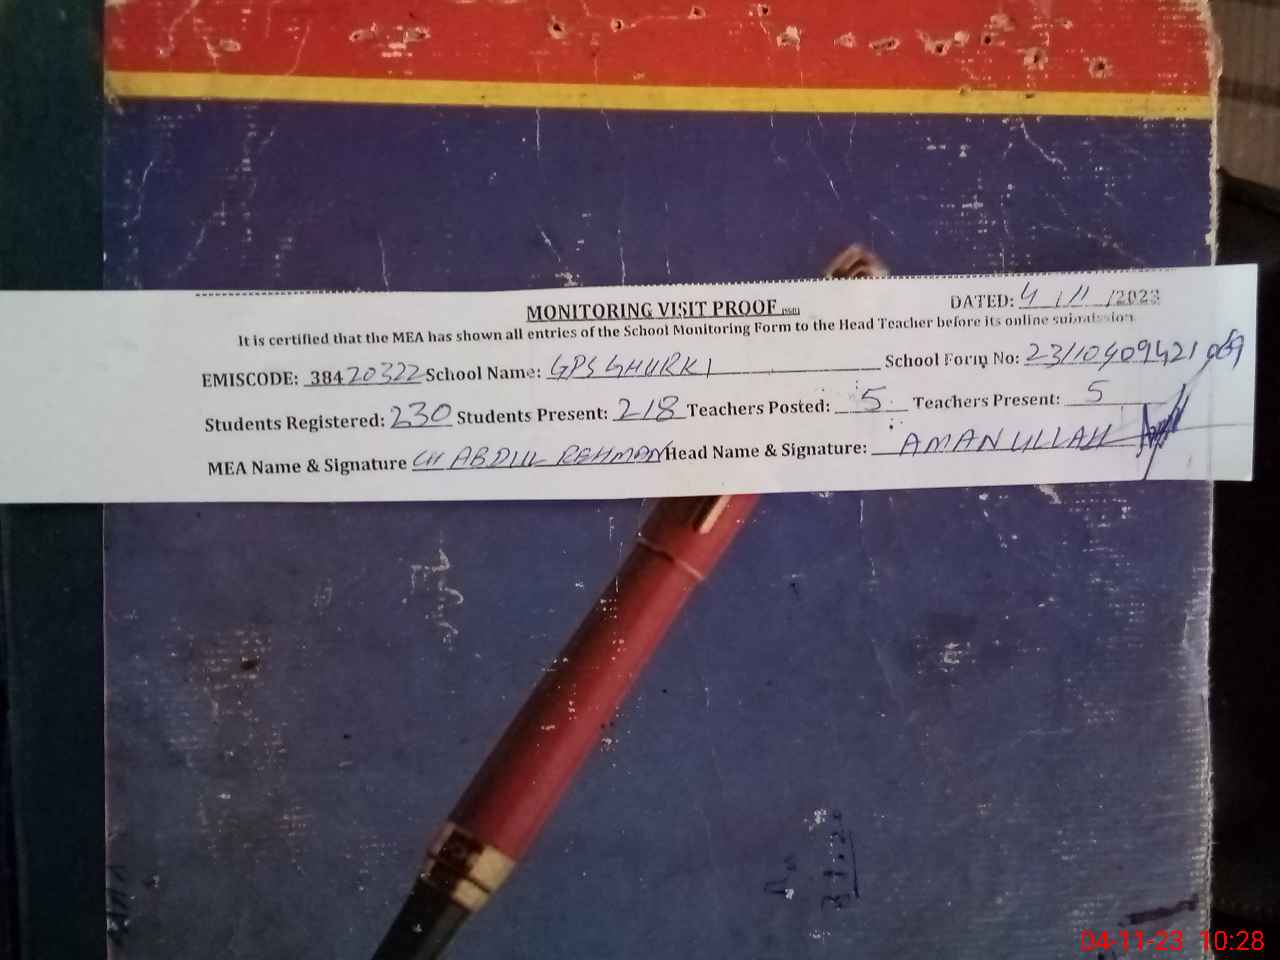 MONITORING VISIT PROOF
DATED: 4 / 11 /2023
It is certified that the MEA has shown all entries of the School Monitoring Form to the Head Teacher before its online submission.
EMISCODE: 38420322 School Name: GPS GHURKI School Form No: 23110409421069
Students Registered: 230 Students Present: 218 Teachers Posted: 5 Teachers Present: 5
MEA Name & Signature CH ABDUL REHMAN Head Name & Signature: AMANULLAH
04-11-23 10:28